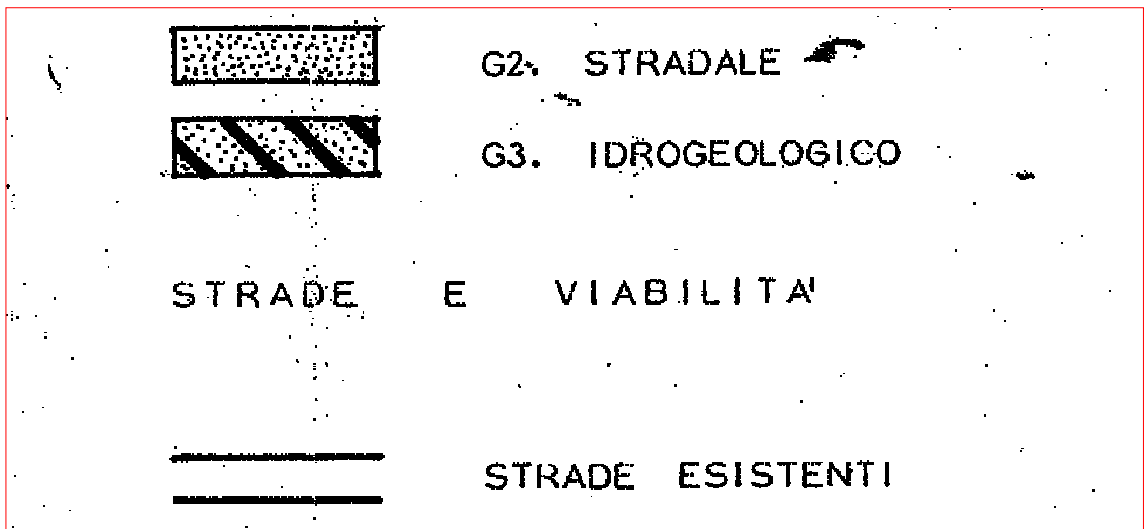 G2. STRADALE
G3. IDROGEOLOGICO
STRADE E VIABILITA'
STRADE ESISTENTI